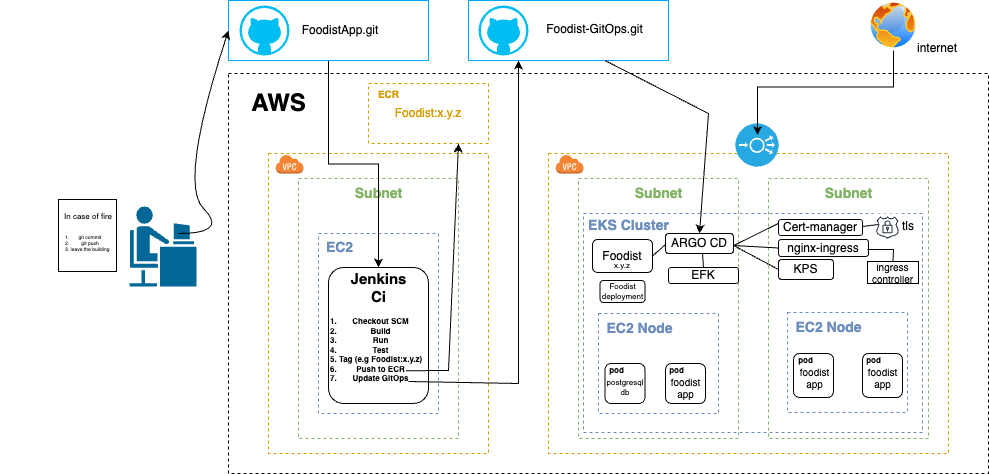 FoodistApp.git
Foodist-GitOps.git
internet
AWS
ECR
Foodist:x.y.z
VPC
VPC
Subnet
Subnet
Subnet
In case of fire
1. git commit
2. git push
3. leave the building
EC2
Jenkins
Ci
1. Checkout SCM
2. Build
3. Run
4. Test
5. Tag (e.g Foodist:x.y.z)
6. Push to ECR
7. Update GitOps
EKS Cluster
ARGO CD
Cert-manager
tls
nginx-ingress
KPS
ingress
controller
Foodist
x.y.z
EFK
Foodist
deployment
EC2 Node
EC2 Node
pod
postgresql
db
pod
foodist
app
pod
foodist
app
pod
foodist
app